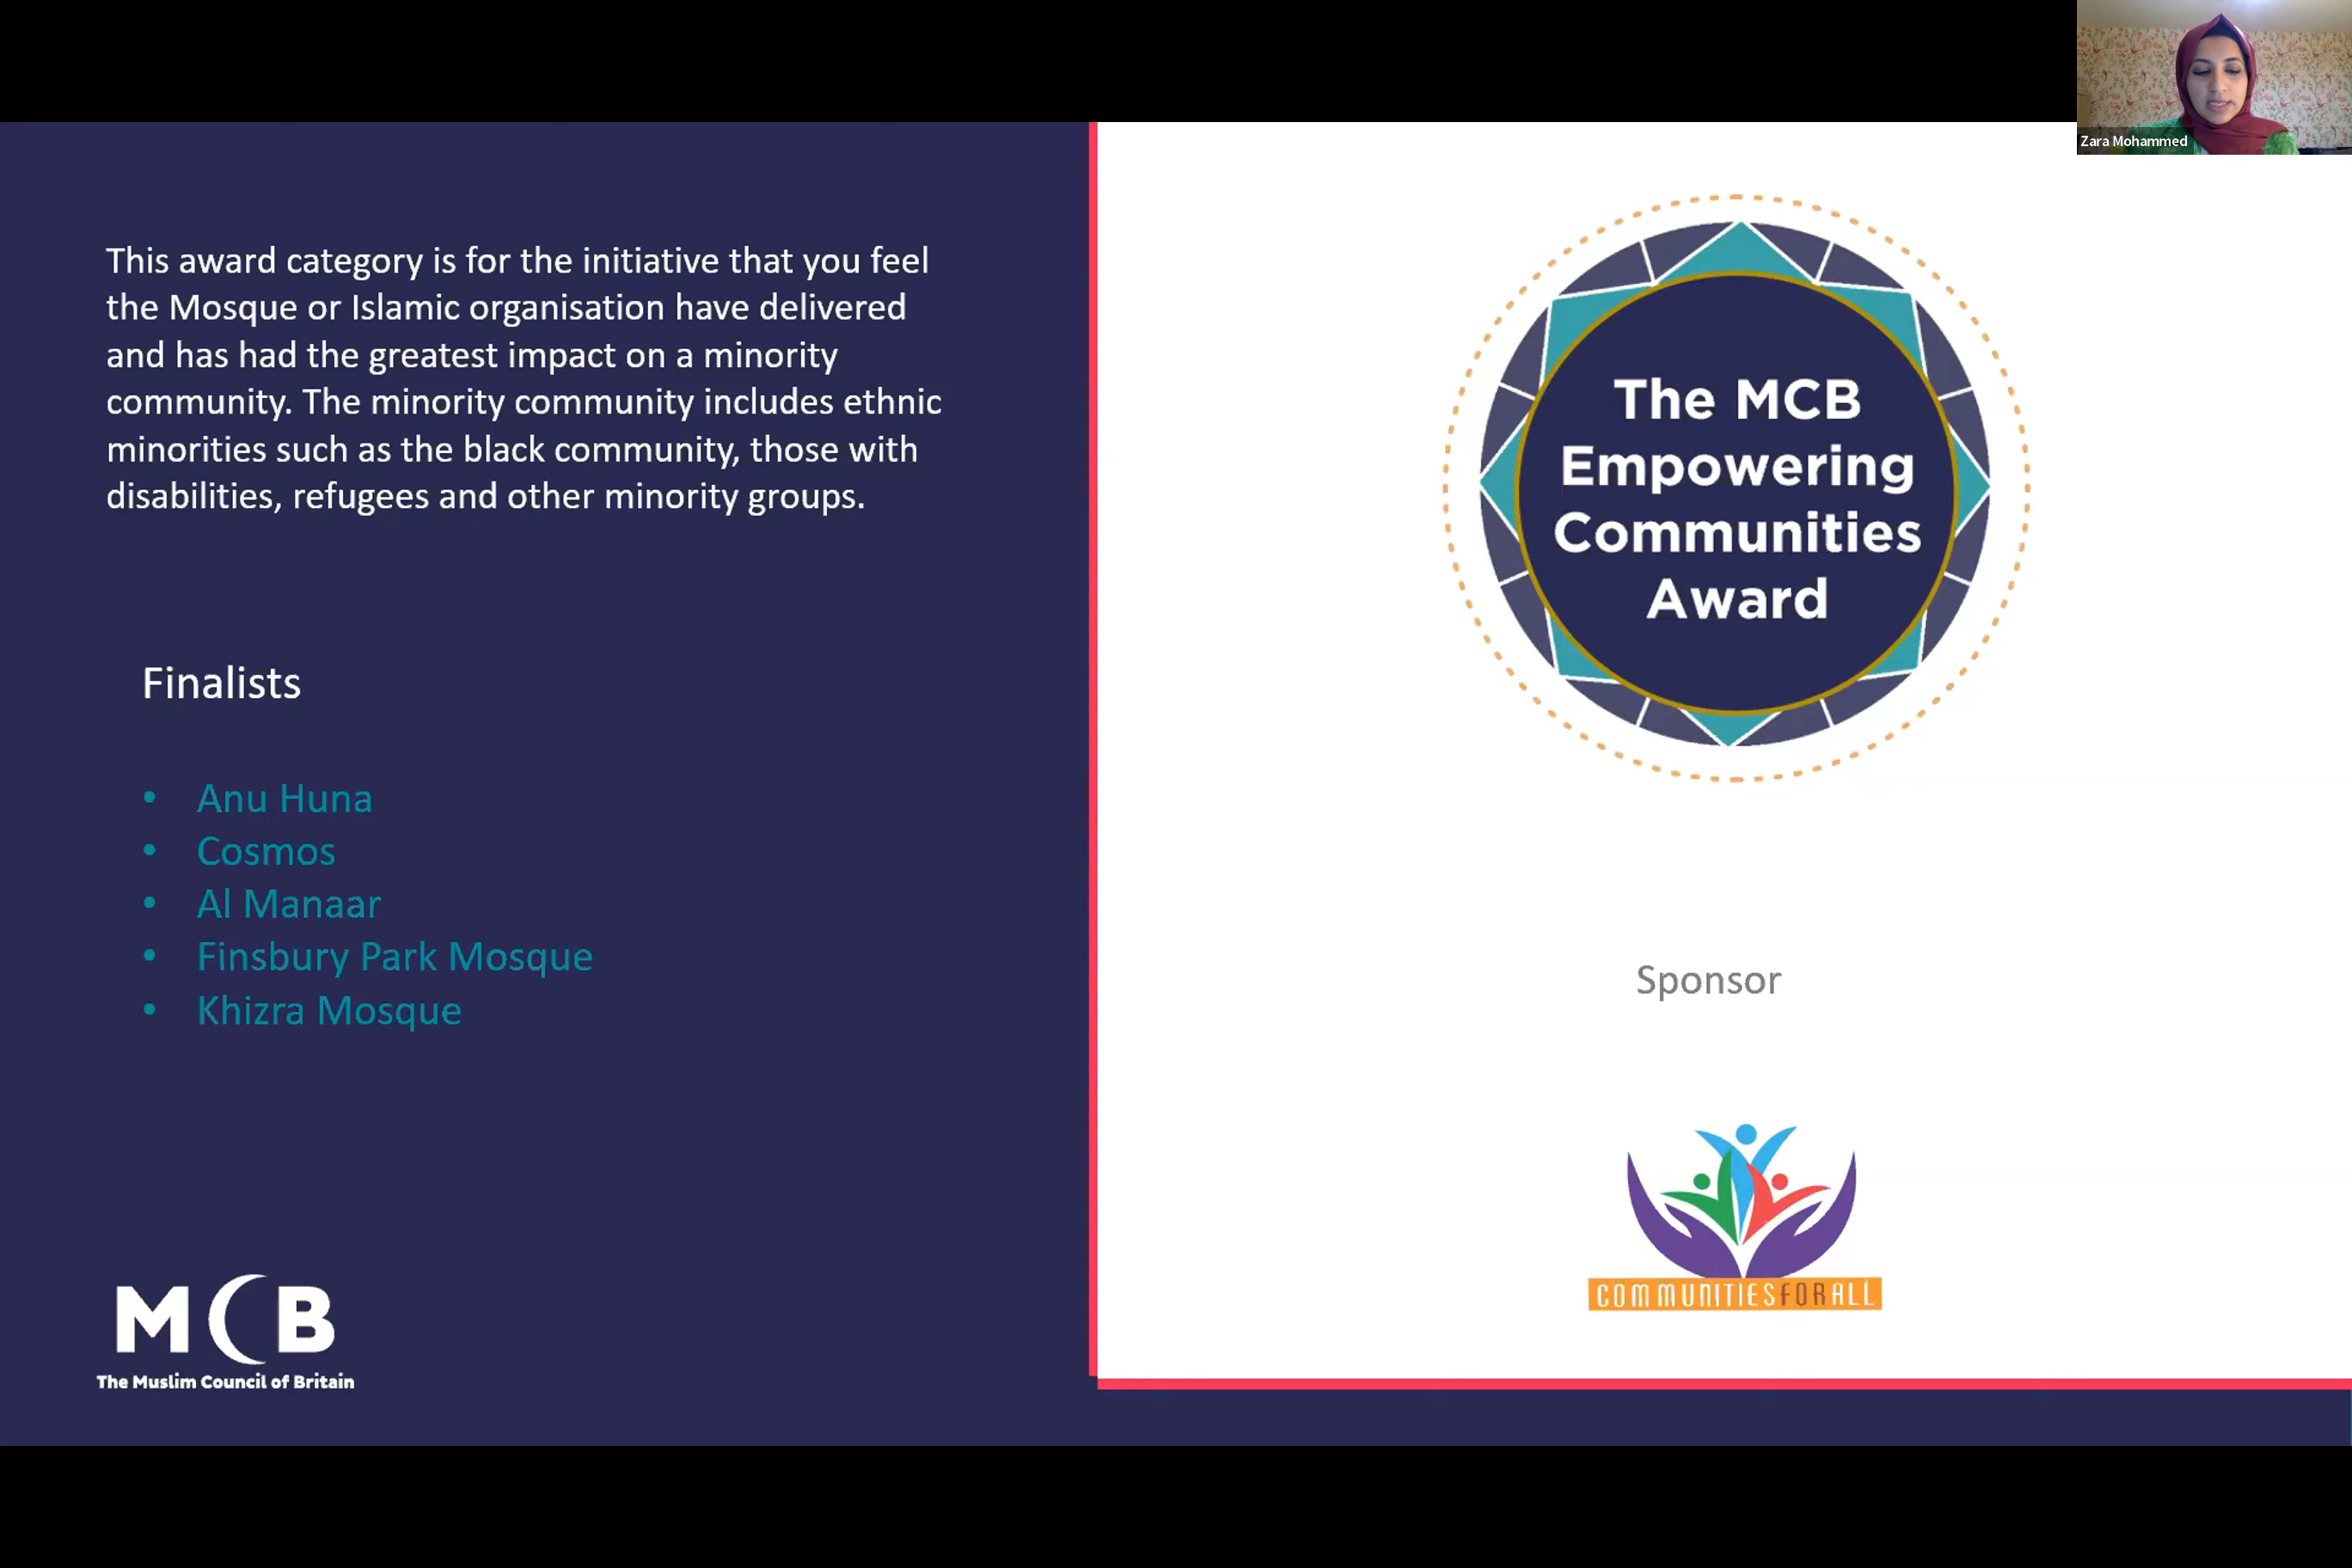 Zara Mohammed
This award category is for the initiative that you feel
the Mosque or Islamic organisation have delivered
and has had the greatest impact on a minority
community. The minority community includes ethnic
minorities such as the black community, those with
disabilities, refugees and other minority groups.
Finalists
• Anu Huna
• Cosmos
• Al Manaar
• Finsbury Park Mosque
• Khizra Mosque
MCB
The Muslim Council of Britain
The MCB
Empowering
Communities
Award
Sponsor
COMMUNITIESFORALL